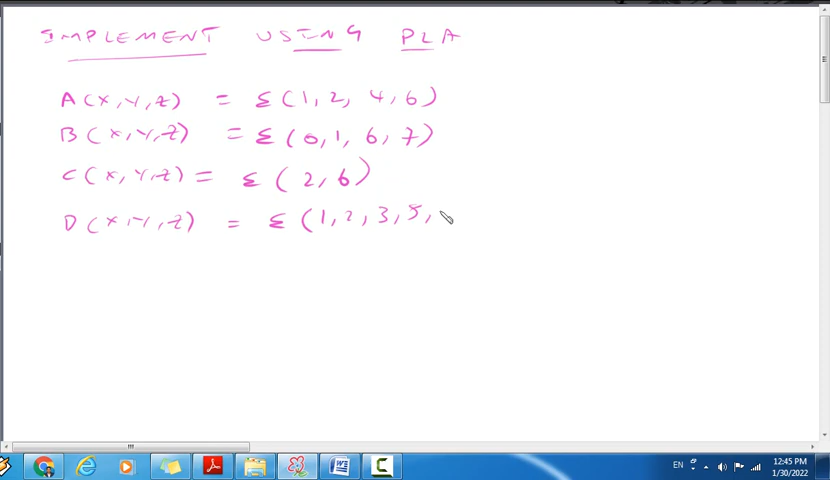 IMPLEMENT USING PLA
A(X,Y,Z) = Σ(1,2,4,6)
B(X,Y,Z) = Σ(0,1,6,7)
C(X,Y,Z) = Σ(2,6)
D(X,Y,Z) = Σ(1,2,3,5,
EN
12:45 PM
1/30/2022